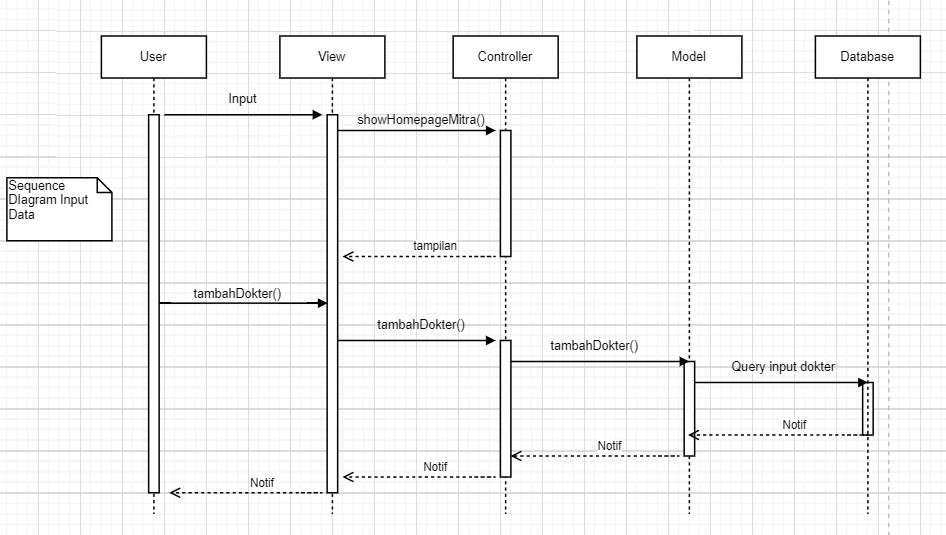 User
View
Controller
Model
Database
Input
showHomepageMitra()
Sequence
DIagram Input
Data
tampilan
tambahDokter()
tambahDokter()
tambahDokter()
Query input dokter
Notif
Notif
Notif
Notif